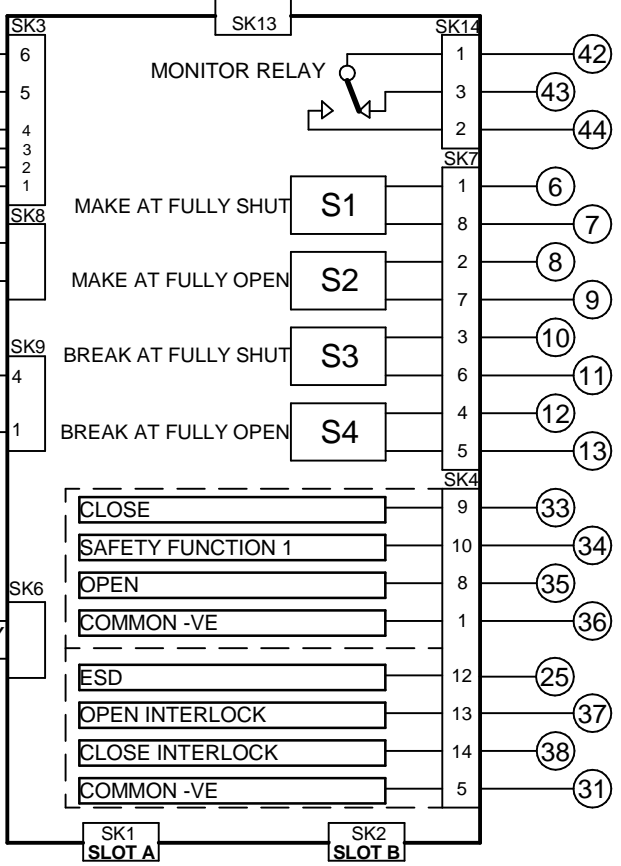 SK3
SK13
SK14
6
MONITOR RELAY
1
42
5
3
43
4
2
44
3
2
1
SK7
MAKE AT FULLY SHUT
S1
1
6
SK8
8
7
MAKE AT FULLY OPEN
S2
2
8
7
9
SK9
BREAK AT FULLY SHUT
S3
3
10
4
6
11
BREAK AT FULLY OPEN
S4
4
12
1
5
13
SK4
CLOSE
9
33
SAFETY FUNCTION 1
10
34
SK6
OPEN
8
35
COMMON -VE
1
36
ESD
12
25
OPEN INTERLOCK
13
37
CLOSE INTERLOCK
14
38
COMMON -VE
5
31
SK1
SLOT A
SK2
SLOT B